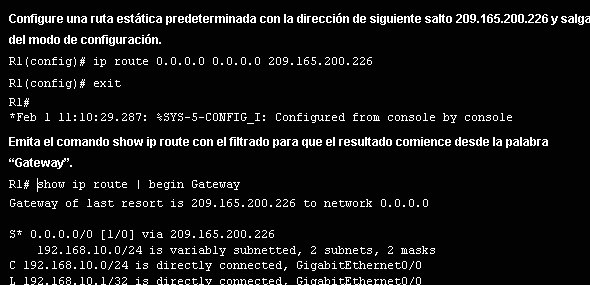 Configure una ruta estática predeterminada con la dirección de siguiente salto 209.165.200.226 y salga
del modo de configuración.
R1(config)# ip route 0.0.0.0 0.0.0.0 209.165.200.226
R1(config)# exit
R1#
*Feb 1 11:10:29.287: %SYS-5-CONFIG_I: Configured from console by console
Emita el comando show ip route con el filtrado para que el resultado comience desde la palabra
“Gateway”.
R1# show ip route | begin Gateway
Gateway of last resort is 209.165.200.226 to network 0.0.0.0
S* 0.0.0.0/0 [1/0] via 209.165.200.226
192.168.10.0/24 is variably subnetted, 2 subnets, 2 masks
C 192.168.10.0/24 is directly connected, GigabitEthernet0/0
L 192.168.10.1/32 is directly connected, GigabitEthernet0/0